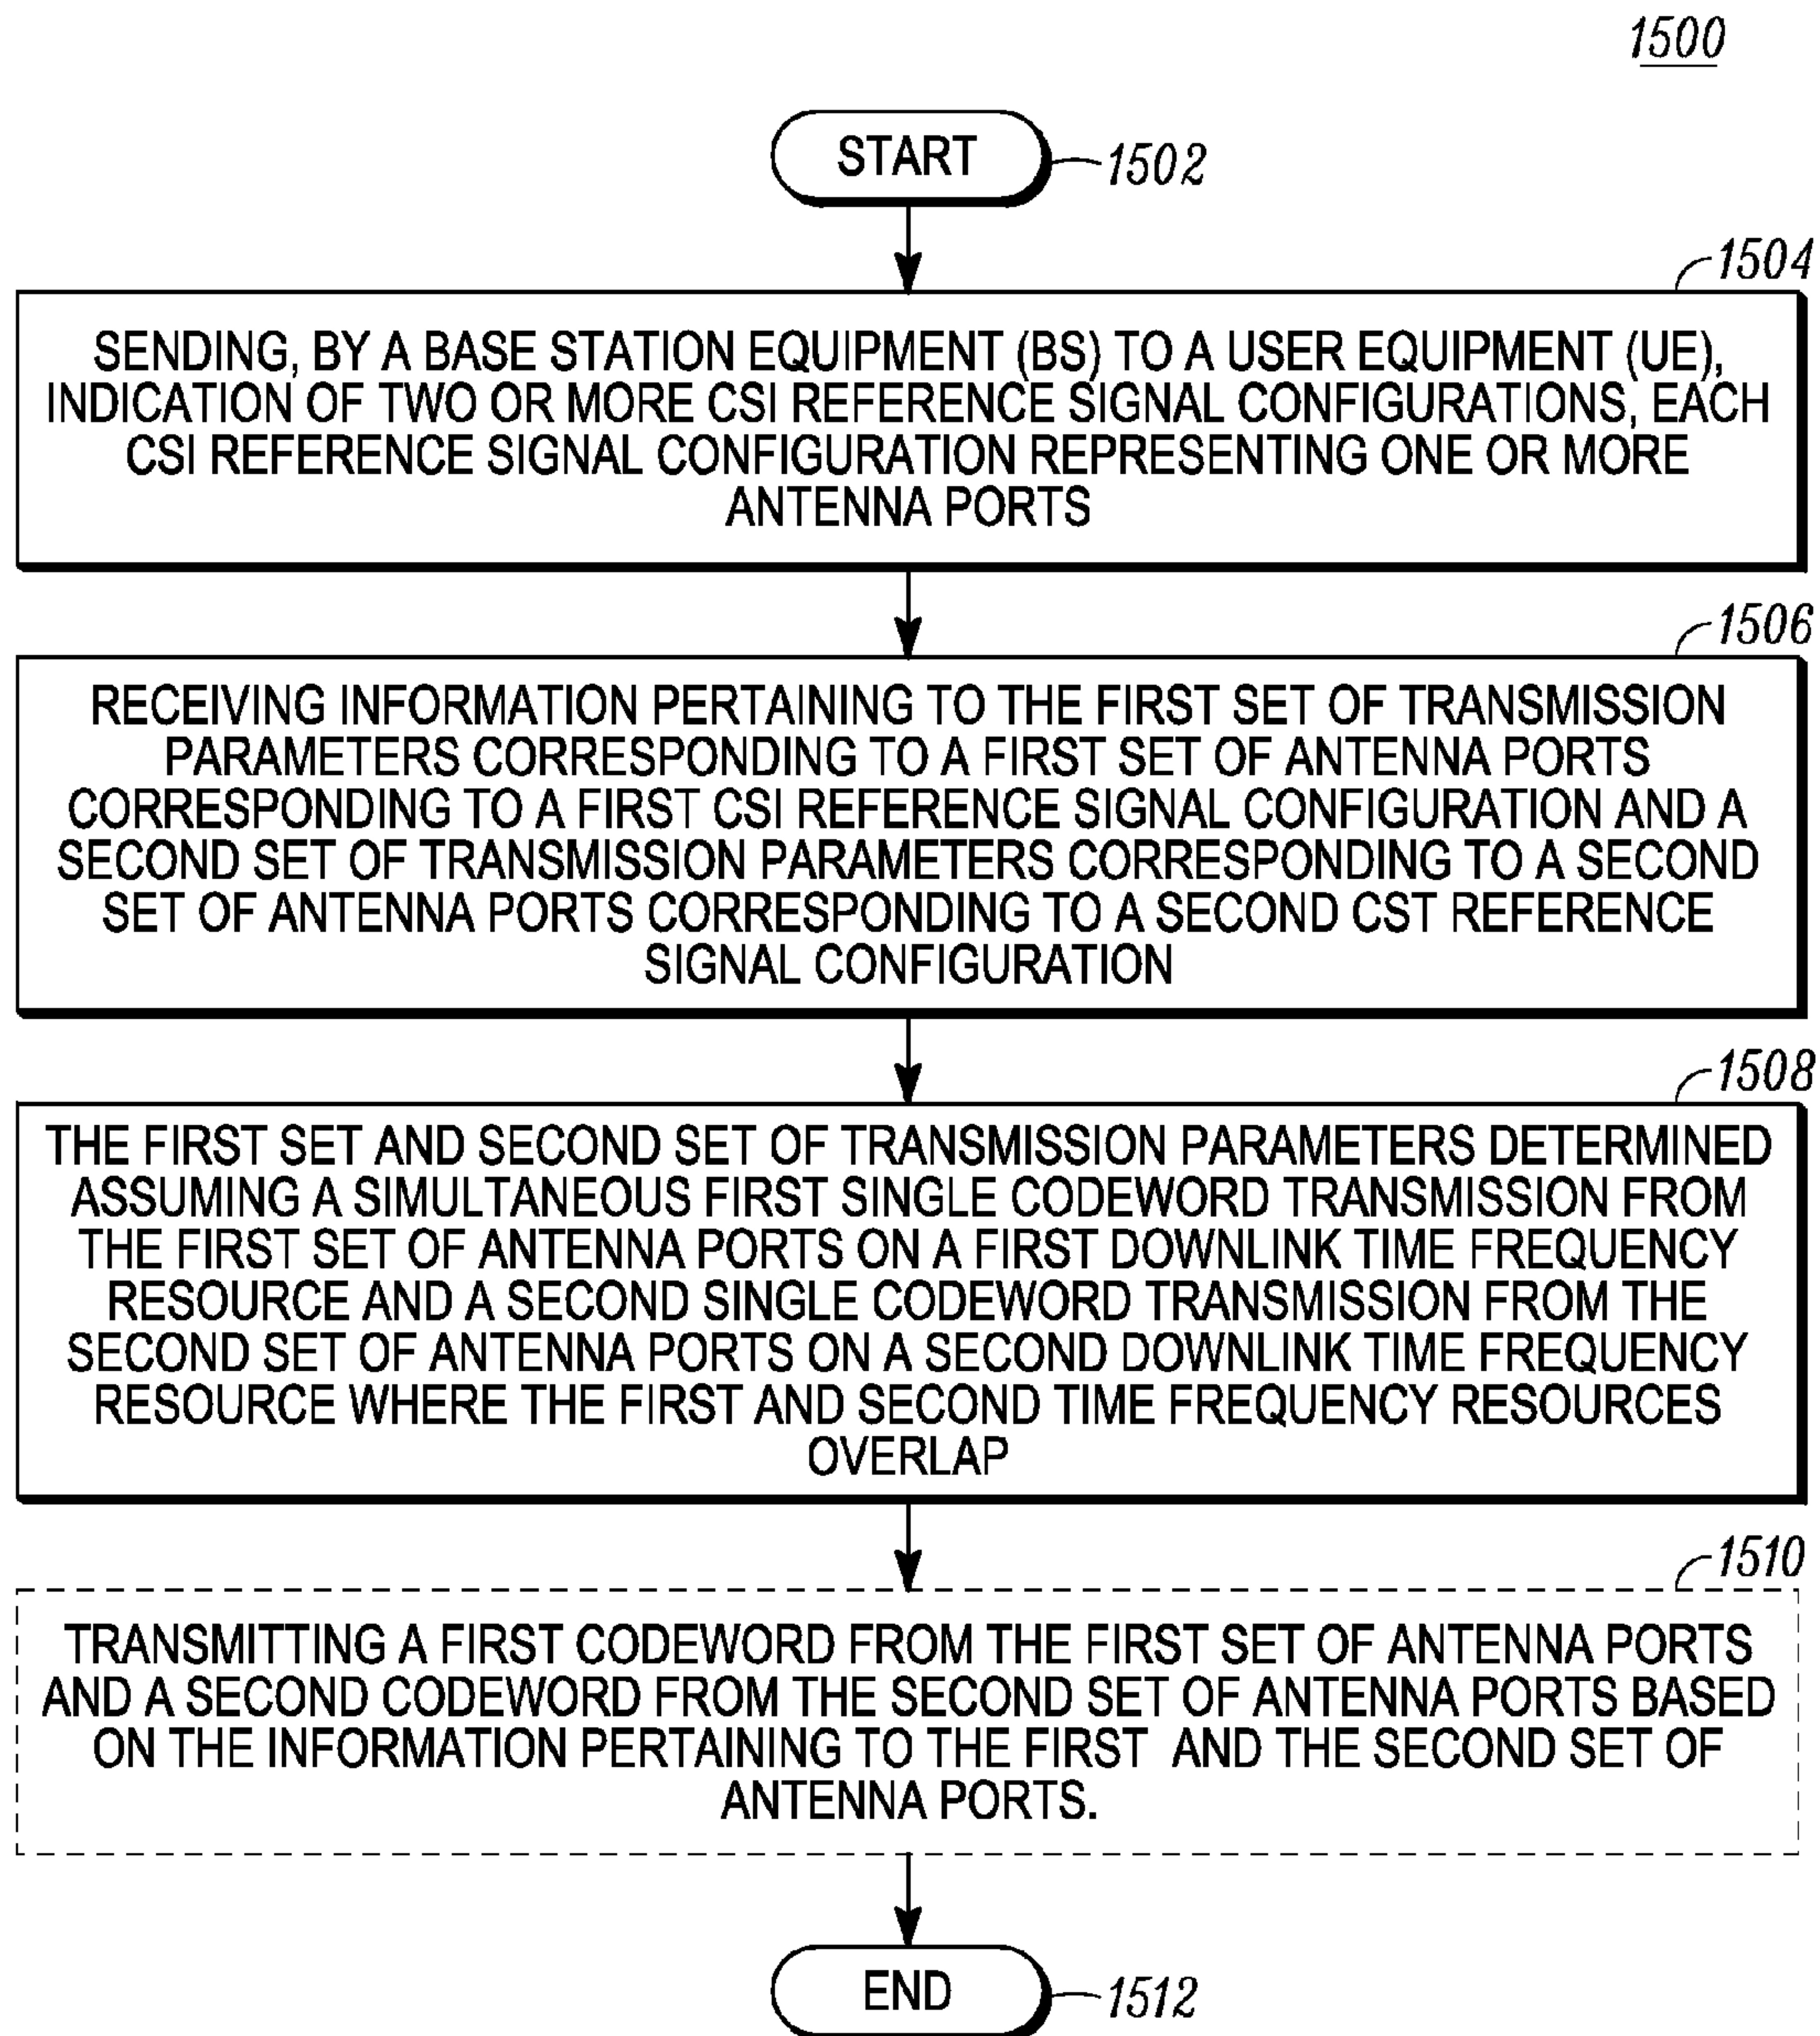 1500
START
1502
1504
SENDING, BY A BASE STATION EQUIPMENT (BS) TO A USER EQUIPMENT (UE),
INDICATION OF TWO OR MORE CSI REFERENCE SIGNAL CONFIGURATIONS, EACH
CSI REFERENCE SIGNAL CONFIGURATION REPRESENTING ONE OR MORE
ANTENNA PORTS
1506
RECEIVING INFORMATION PERTAINING TO THE FIRST SET OF TRANSMISSION
PARAMETERS CORRESPONDING TO A FIRST SET OF ANTENNA PORTS
CORRESPONDING TO A FIRST CSI REFERENCE SIGNAL CONFIGURATION AND A
SECOND SET OF TRANSMISSION PARAMETERS CORRESPONDING TO A SECOND
SET OF ANTENNA PORTS CORRESPONDING TO A SECOND CST REFERENCE
SIGNAL CONFIGURATION
1508
THE FIRST SET AND SECOND SET OF TRANSMISSION PARAMETERS DETERMINED
ASSUMING A SIMULTANEOUS FIRST SINGLE CODEWORD TRANSMISSION FROM
THE FIRST SET OF ANTENNA PORTS ON A FIRST DOWNLINK TIME FREQUENCY
RESOURCE AND A SECOND SINGLE CODEWORD TRANSMISSION FROM THE
SECOND SET OF ANTENNA PORTS ON A SECOND DOWNLINK TIME FREQUENCY
RESOURCE WHERE THE FIRST AND SECOND TIME FREQUENCY RESOURCES
OVERLAP
1510
TRANSMITTING A FIRST CODEWORD FROM THE FIRST SET OF ANTENNA PORTS
AND A SECOND CODEWORD FROM THE SECOND SET OF ANTENNA PORTS BASED
ON THE INFORMATION PERTAINING TO THE FIRST AND THE SECOND SET OF
ANTENNA PORTS.
END
1512